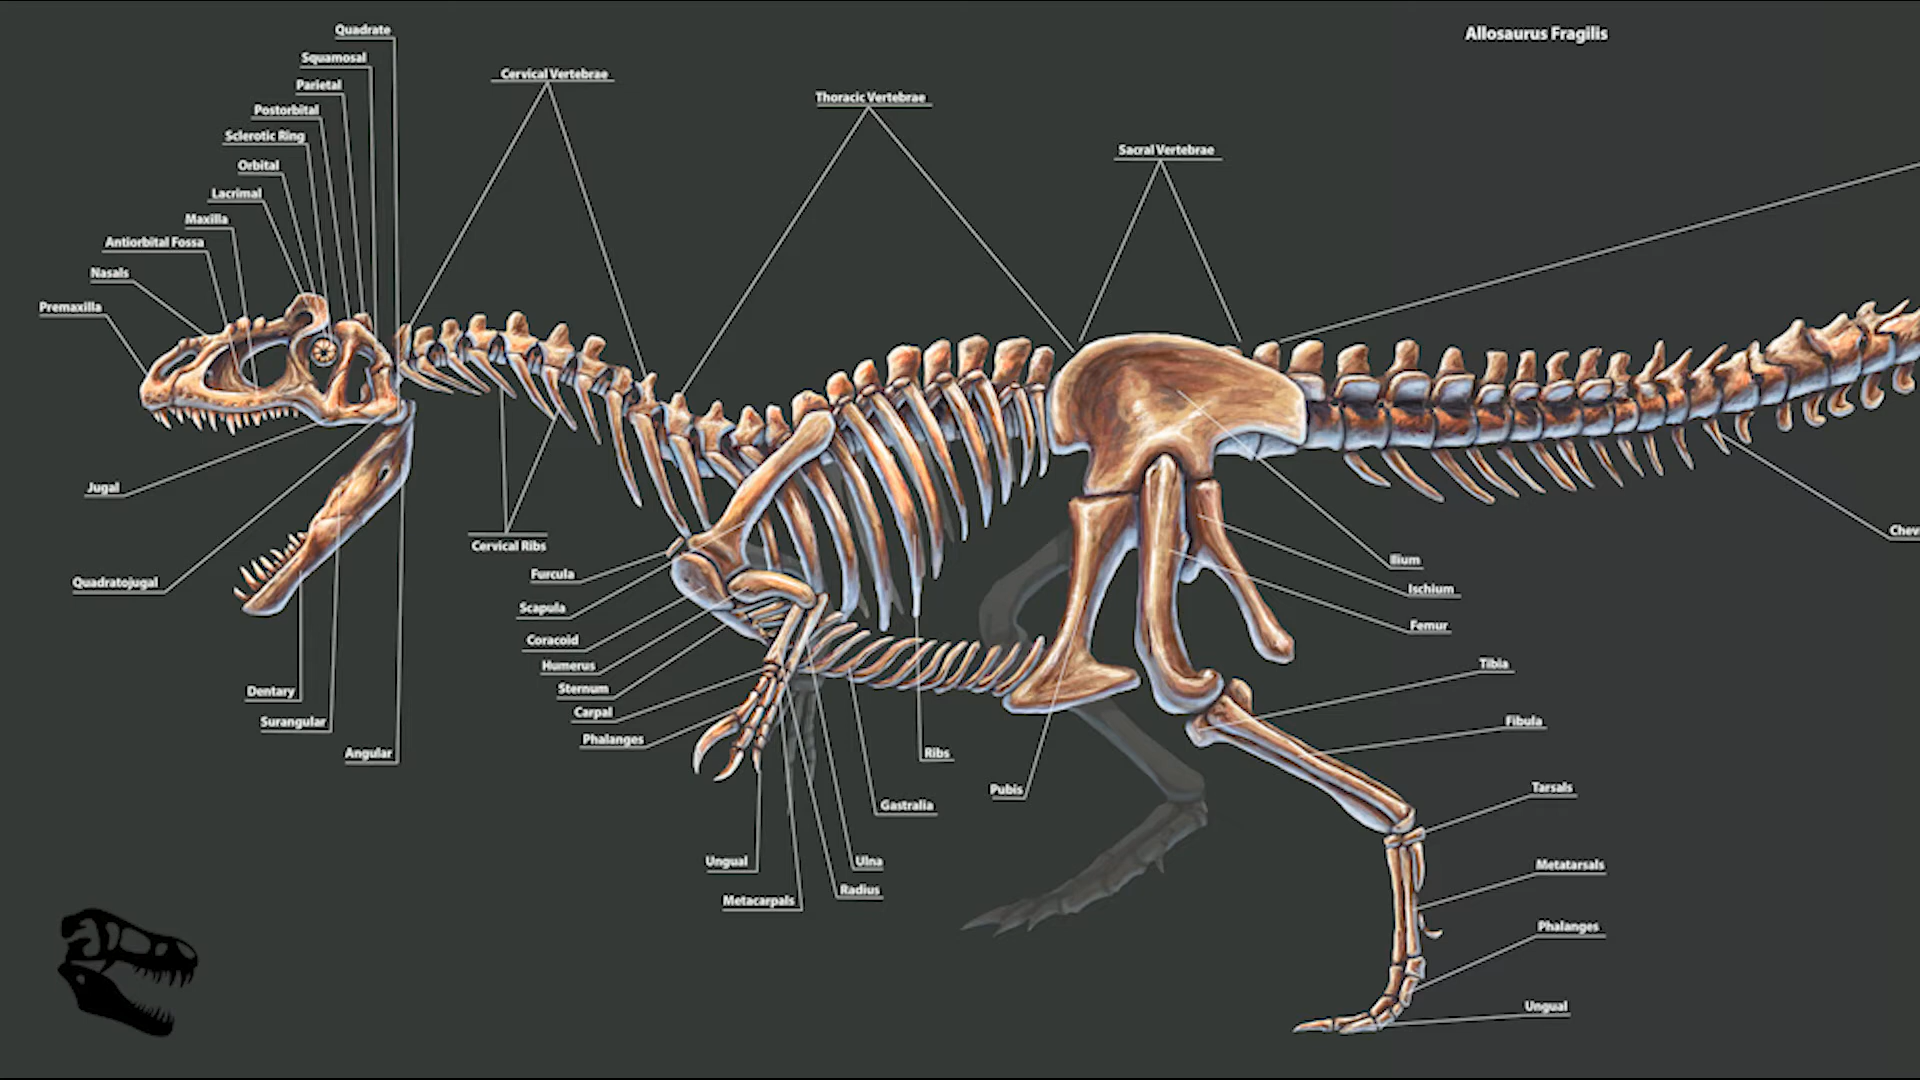 Allosaurus Fragilis
Quadrate
Squamosal
Parietal
Postorbital
Sclerotic Ring
Orbital
Lacrimal
Maxilla
Antiorbital Fossa
Nasals
Premaxilla
Cervical Vertebrae
Thoracic Vertebrae
Sacral Vertebrae
Jugal
Quadratojugal
Dentary
Surangular
Angular
Cervical Ribs
Furcula
Scapula
Coracoid
Humerus
Sternum
Carpal
Phalanges
Ungual
Metacarpals
Radius
Ulna
Gastralia
Ribs
Pubis
Chev
Ilium
Ischium
Femur
Tibia
Fibula
Tarsals
Metatarsals
Phalanges
Ungual